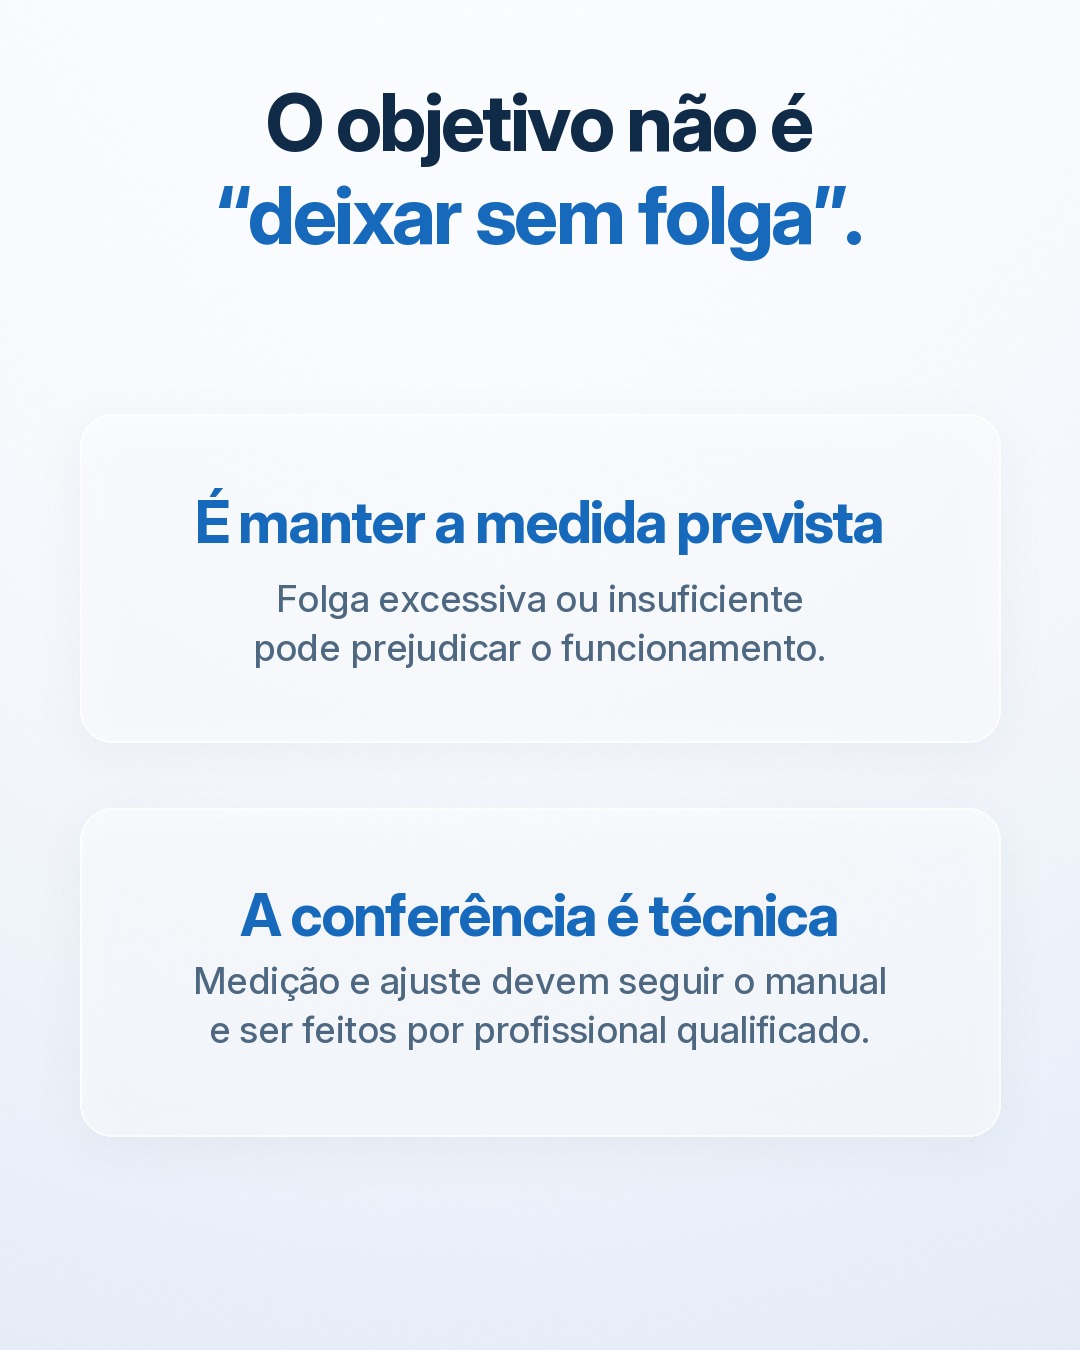 O objetivo não é
“deixar sem folga”.
É manter a medida prevista
Folga excessiva ou insuficiente
pode prejudicar o funcionamento.
A conferência é técnica
Medição e ajuste devem seguir o manual
e ser feitos por profissional qualificado.